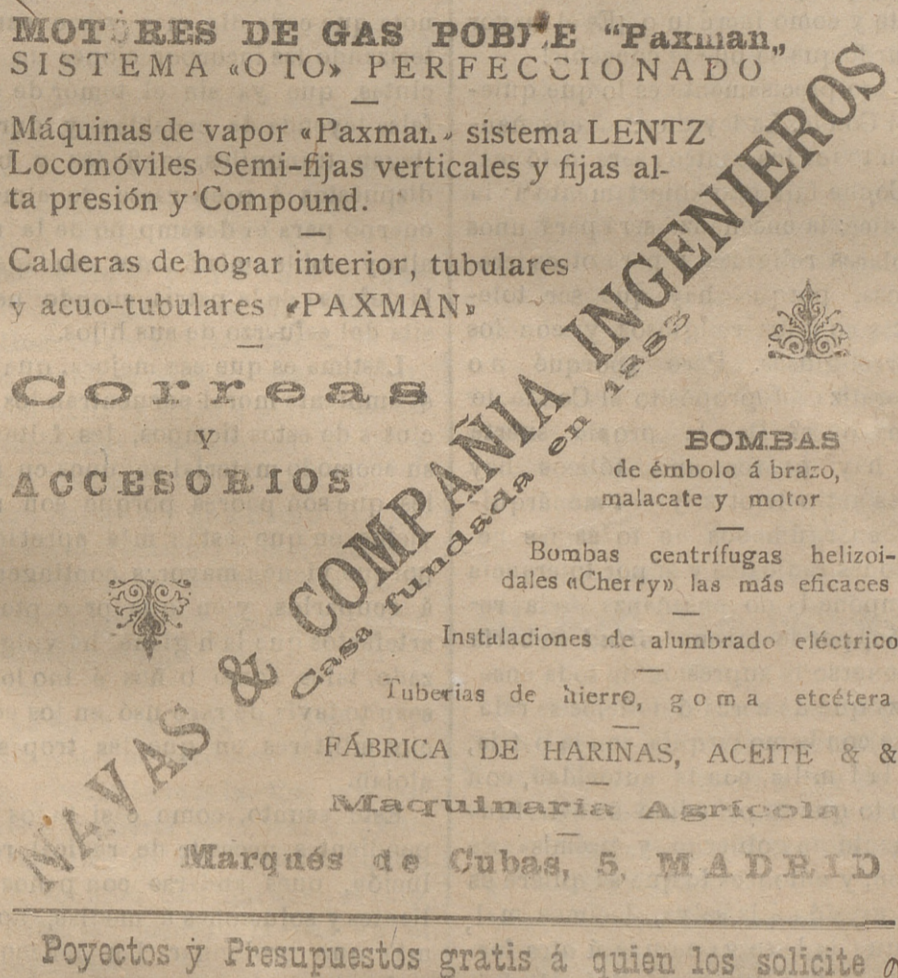 MOTORES DE GAS POBRE "Paxman„
SISTEMA «OTO» PERFECCIONADO
Máquinas de vapor «Paxman» sistema LENTZ
Locomóviles Semi-fijas verticales y fijas al-
ta presión y Compound.
Calderas de hogar interior, tubulares
y acuo-tubulares «PAXMAN»
Correas
Y
ACCESORIOS
NAVAS & COMPAÑIA INGENIEROS
Casa fundada en 1883
BOMBAS
de émbolo á brazo,
malacate y motor
Bombas centrífugas helizoi-
dales «Cherry» las más eficaces
Instalaciones de alumbrado eléctrico
Tuberias de hierro, goma etcétera
FÁBRICA DE HARINAS, ACEITE & &
Maquinaria Agrícola
Marqués de Cubas, 5, MADRID
Poyectos y Presupuestos gratis á quien los solicite